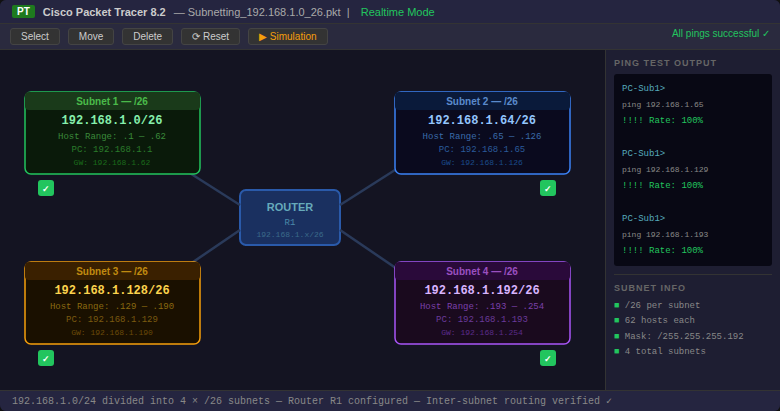 PT Cisco Packet Tracer 8.2 — Subnetting_192.168.1.0_26.pkt | Realtime Mode
Select Move Delete ⟳ Reset ▶ Simulation All pings successful ✓
Subnet 1 — /26
192.168.1.0/26
Host Range: .1 — .62
PC: 192.168.1.1
GW: 192.168.1.62
✓
Subnet 2 — /26
192.168.1.64/26
Host Range: .65 — .126
PC: 192.168.1.65
GW: 192.168.1.126
✓
ROUTER
R1
192.168.1.x/26
Subnet 3 — /26
192.168.1.128/26
Host Range: .129 — .190
PC: 192.168.1.129
GW: 192.168.1.190
✓
Subnet 4 — /26
192.168.1.192/26
Host Range: .193 — .254
PC: 192.168.1.193
GW: 192.168.1.254
✓
PING TEST OUTPUT
PC-Sub1>
ping 192.168.1.65
!!!! Rate: 100%
PC-Sub1>
ping 192.168.1.129
!!!! Rate: 100%
PC-Sub1>
ping 192.168.1.193
!!!! Rate: 100%
SUBNET INFO
■ /26 per subnet
■ 62 hosts each
■ Mask: /255.255.255.192
■ 4 total subnets
192.168.1.0/24 divided into 4 × /26 subnets — Router R1 configured — Inter-subnet routing verified ✓